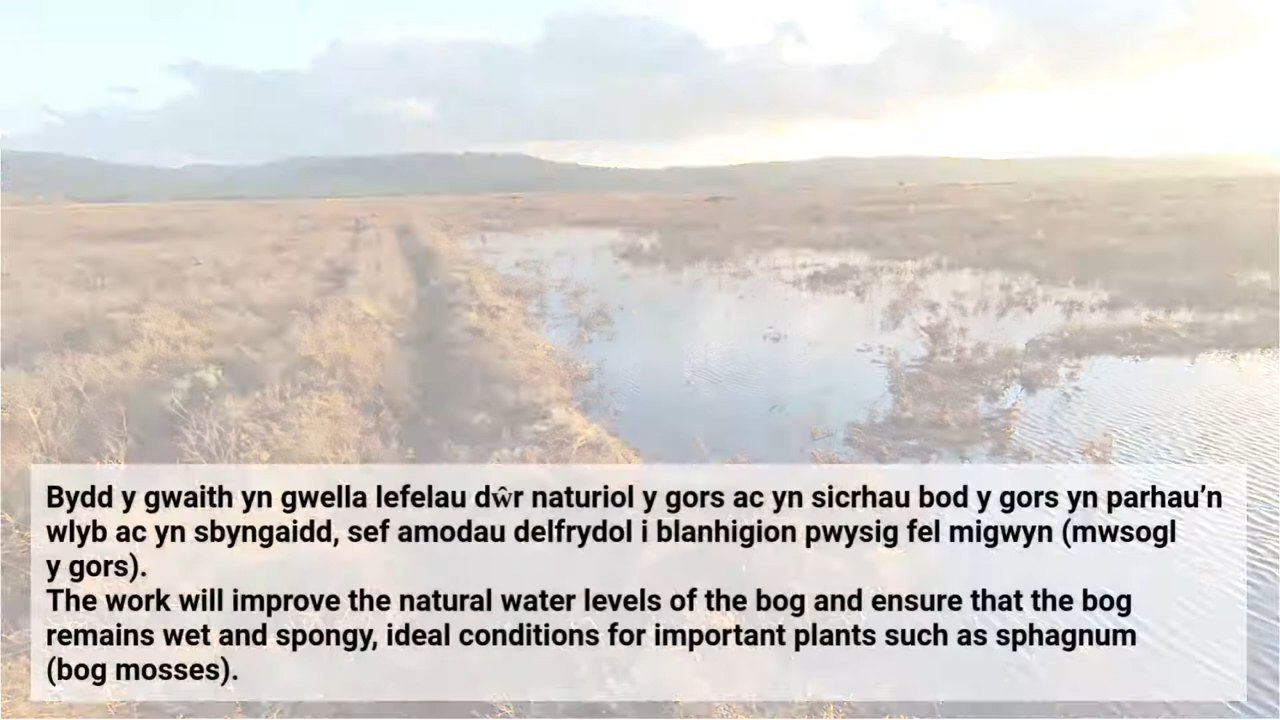 Bydd y gwaith yn gwella lefelau dŵr naturiol y gors ac yn sicrhau bod y gors yn parhau’n
wlyb ac yn sbyngaidd, sef amodau delfrydol i blanhigion pwysig fel migwyn (mwsogl
y gors).
The work will improve the natural water levels of the bog and ensure that the bog
remains wet and spongy, ideal conditions for important plants such as sphagnum
(bog mosses).